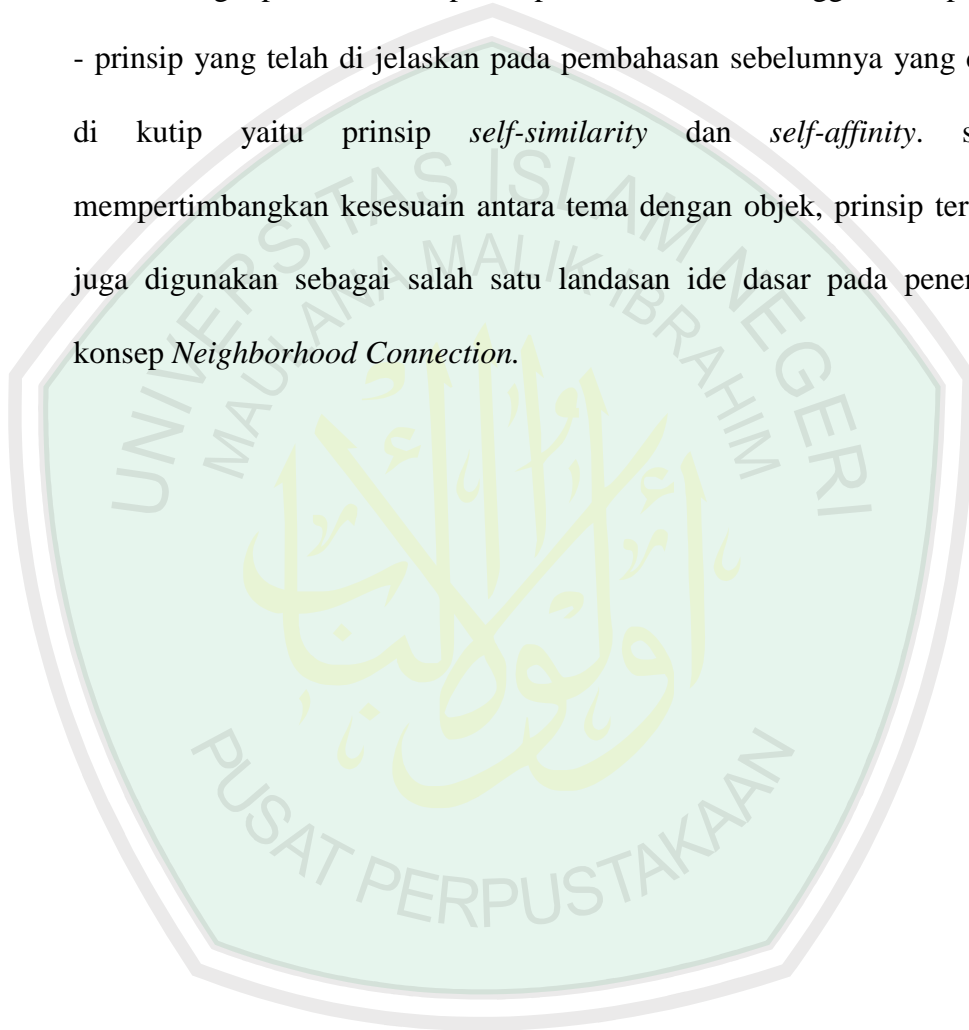 - prinsip yang telah di jelaskan pada pembahasan sebelumnya yang
di kutip yaitu prinsip self-similarity dan self-affinity.
mempertimbangkan kesesuain antara tema dengan objek, prinsip
juga digunakan sebagai salah satu landasan ide dasar pada
konsep Neighborhood Connection.
UNIVERSITAS ISLAM NEGERI
MAULANA MALIK IBRAHIM
أولوا الألباب
PUSAT PERPUSTAKAAN